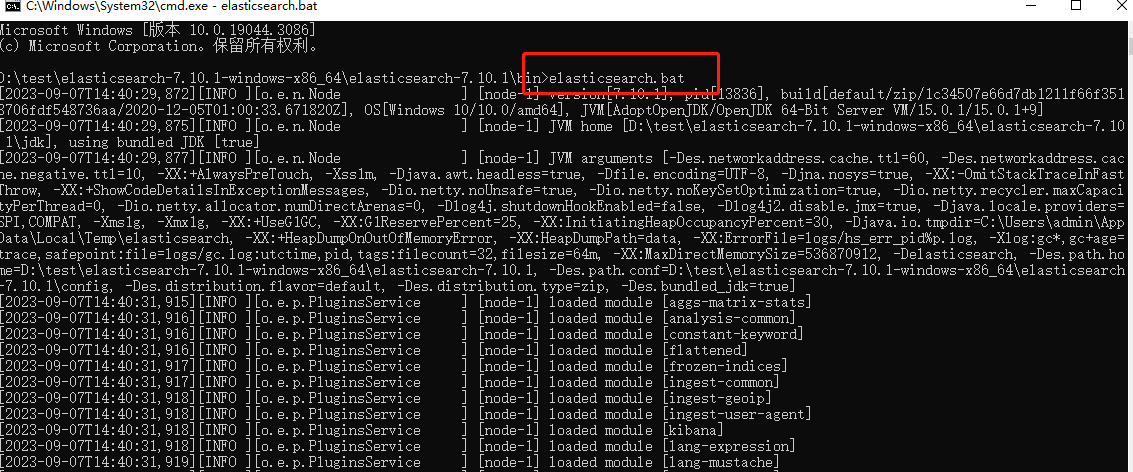 C:\Windows\System32\cmd.exe - elasticsearch.bat
Microsoft Windows [版本 10.0.19044.3086]
(c) Microsoft Corporation。保留所有权利。
D:\test\elasticsearch-7.10.1-windows-x86_64\elasticsearch-7.10.1\bin>elasticsearch.bat
[2023-09-07T14:40:29,872][INFO ][o.e.n.Node               ] [node-1] version[7.10.1], pid[13836], build[default/zip/1c34507e66d7db1211f66f351
3706fdf548736aa/2020-12-05T01:00:33.671820Z], OS[Windows 10/10.0/amd64], JVM[AdoptOpenJDK/OpenJDK 64-Bit Server VM/15.0.1/15.0.1+9]
[2023-09-07T14:40:29,875][INFO ][o.e.n.Node               ] [node-1] JVM home [D:\test\elasticsearch-7.10.1-windows-x86_64\elasticsearch-7.10
.1\jdk], using bundled JDK [true]
[2023-09-07T14:40:29,877][INFO ][o.e.n.Node               ] [node-1] JVM arguments [-Des.networkaddress.cache.ttl=60, -Des.networkaddress.cac
he.negative.ttl=10, -XX:+AlwaysPreTouch, -Xss1m, -Djava.awt.headless=true, -Dfile.encoding=UTF-8, -Djna.nosys=true, -XX:-OmitStackTraceInFast
Throw, -XX:+ShowCodeDetailsInExceptionMessages, -Dio.netty.noUnsafe=true, -Dio.netty.noKeySetOptimization=true, -Dio.netty.recycler.maxCapaci
tyPerThread=0, -Dio.netty.allocator.numDirectArenas=0, -Dlog4j.shutdownHookEnabled=false, -Dlog4j2.disable.jmx=true, -Djava.locale.providers=
SPI,COMPAT, -Xms1g, -Xmx1g, -XX:+UseG1GC, -XX:G1ReservePercent=25, -XX:InitiatingHeapOccupancyPercent=30, -Djava.io.tmpdir=C:\Users\admin\App
Data\Local\Temp\elasticsearch, -XX:+HeapDumpOnOutOfMemoryError, -XX:HeapDumpPath=data, -XX:ErrorFile=logs/hs_err_pid%p.log, -Xlog:gc*,gc+age=
trace,safepoint:file=logs/gc.log:utctime,pid,tags:filecount=32,filesize=64m, -XX:MaxDirectMemorySize=536870912, -Delasticsearch, -Des.path.ho
me=D:\test\elasticsearch-7.10.1-windows-x86_64\elasticsearch-7.10.1, -Des.path.conf=D:\test\elasticsearch-7.10.1-windows-x86_64\elasticsearch
-7.10.1\config, -Des.distribution.flavor=default, -Des.distribution.type=zip, -Des.bundled_jdk=true]
[2023-09-07T14:40:31,915][INFO ][o.e.p.PluginsService     ] [node-1] loaded module [aggs-matrix-stats]
[2023-09-07T14:40:31,916][INFO ][o.e.p.PluginsService     ] [node-1] loaded module [analysis-common]
[2023-09-07T14:40:31,916][INFO ][o.e.p.PluginsService     ] [node-1] loaded module [constant-keyword]
[2023-09-07T14:40:31,916][INFO ][o.e.p.PluginsService     ] [node-1] loaded module [flattened]
[2023-09-07T14:40:31,917][INFO ][o.e.p.PluginsService     ] [node-1] loaded module [frozen-indices]
[2023-09-07T14:40:31,917][INFO ][o.e.p.PluginsService     ] [node-1] loaded module [ingest-common]
[2023-09-07T14:40:31,918][INFO ][o.e.p.PluginsService     ] [node-1] loaded module [ingest-geoip]
[2023-09-07T14:40:31,918][INFO ][o.e.p.PluginsService     ] [node-1] loaded module [ingest-user-agent]
[2023-09-07T14:40:31,918][INFO ][o.e.p.PluginsService     ] [node-1] loaded module [kibana]
[2023-09-07T14:40:31,918][INFO ][o.e.p.PluginsService     ] [node-1] loaded module [lang-expression]
[2023-09-07T14:40:31,919][INFO ][o.e.p.PluginsService     ] [node-1] loaded module [lang-mustache]